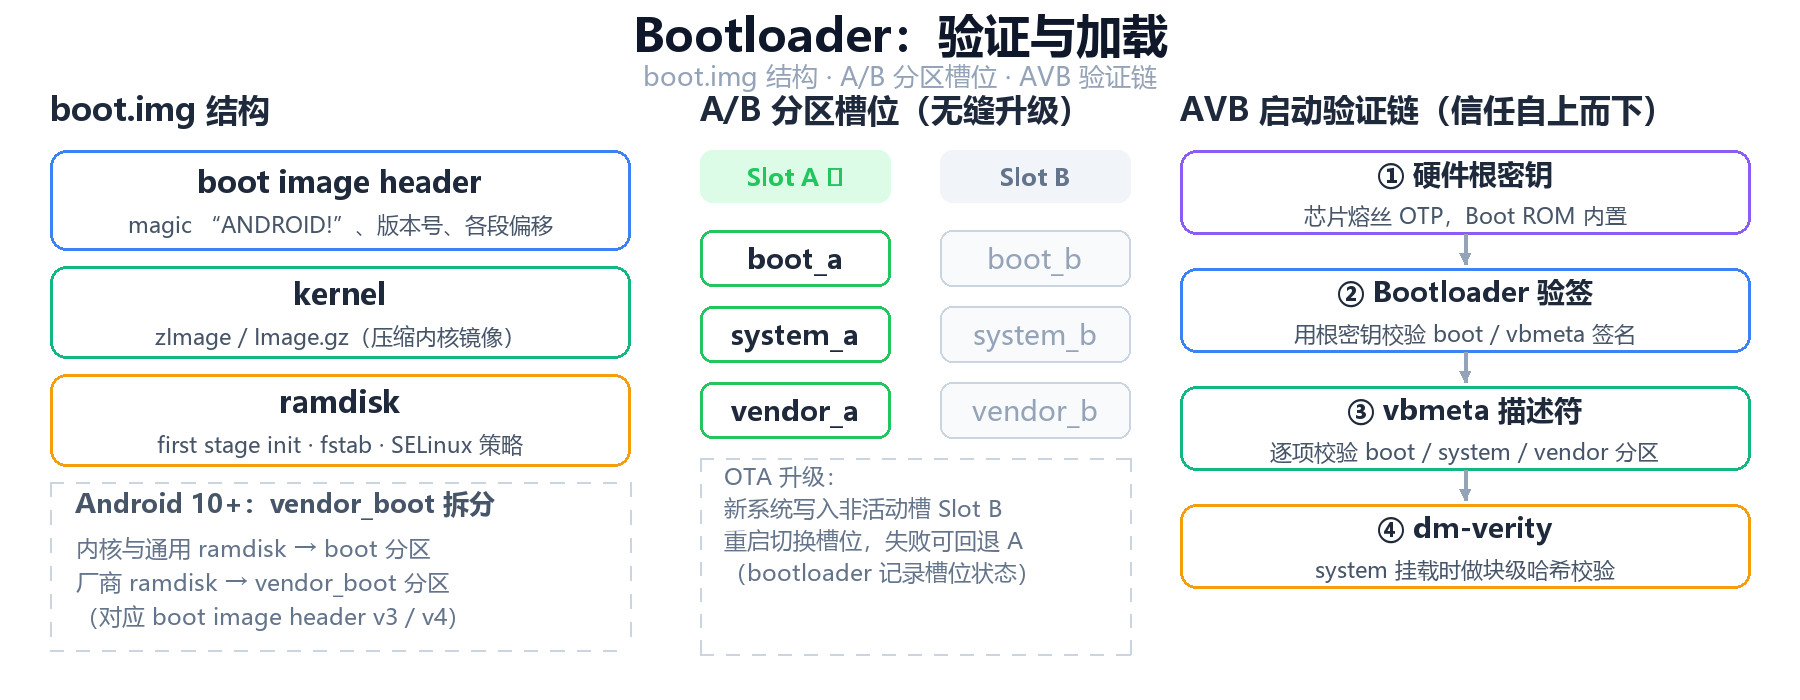 Bootloader：验证与加载
boot.img 结构 · A/B 分区槽位 · AVB 验证链
boot.img 结构
boot image header
magic “ANDROID!”、版本号、各段偏移
kernel
zImage / Image.gz（压缩内核镜像）
ramdisk
first stage init · fstab · SELinux 策略
Android 10+：vendor_boot 拆分
内核与通用 ramdisk → boot 分区
厂商 ramdisk → vendor_boot 分区
（对应 boot image header v3 / v4）
A/B 分区槽位（无缝升级）
Slot A
Slot B
boot_a
boot_b
system_a
system_b
vendor_a
vendor_b
OTA 升级：
新系统写入非活动槽 Slot B
重启切换槽位，失败可回退 A
（bootloader 记录槽位状态）
AVB 启动验证链（信任自上而下）
① 硬件根密钥
芯片熔丝 OTP，Boot ROM 内置
② Bootloader 验签
用根密钥校验 boot / vbmeta 签名
③ vbmeta 描述符
逐项校验 boot / system / vendor 分区
④ dm-verity
system 挂载时做块级哈希校验